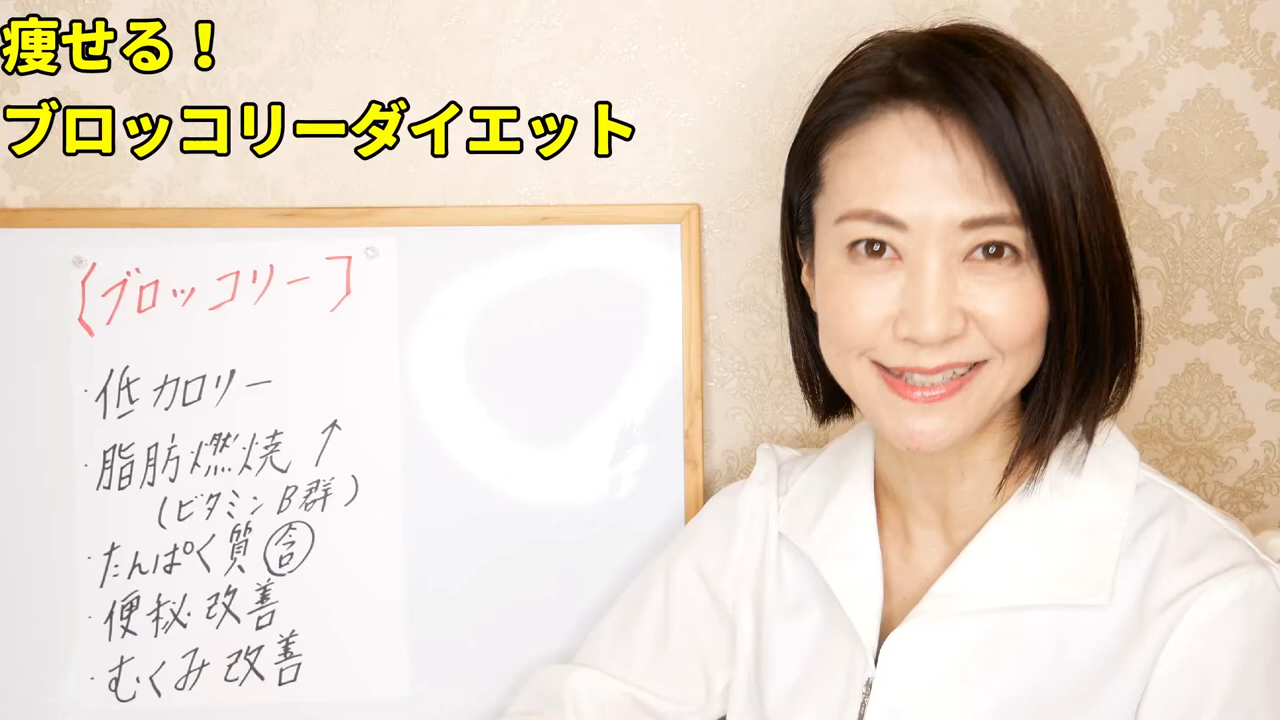 痩せる！
ブロッコリーダイエット
〔ブロッコリー〕
・低カロリー
・脂肪燃焼↑
（ビタミンB群）
・たんぱく質 含
・便秘改善
・むくみ改善